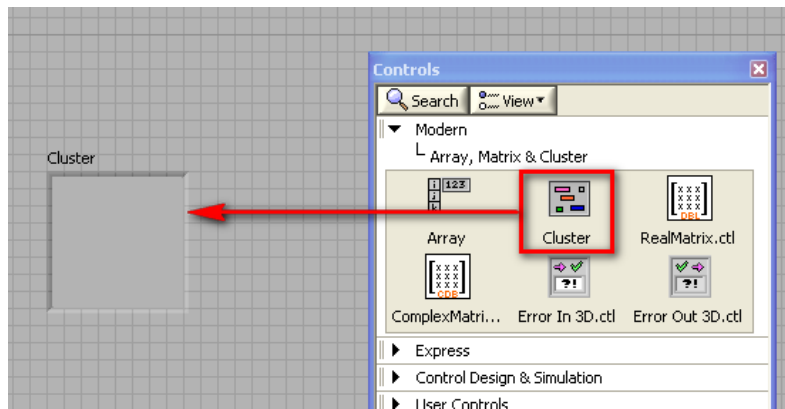 Controls
Search View
Modern
Array, Matrix & Cluster
Cluster
Array Cluster RealMatrix.ctl
ComplexMatri... Error In 3D.ctl Error Out 3D.ctl
Express
Control Design & Simulation
User Controls